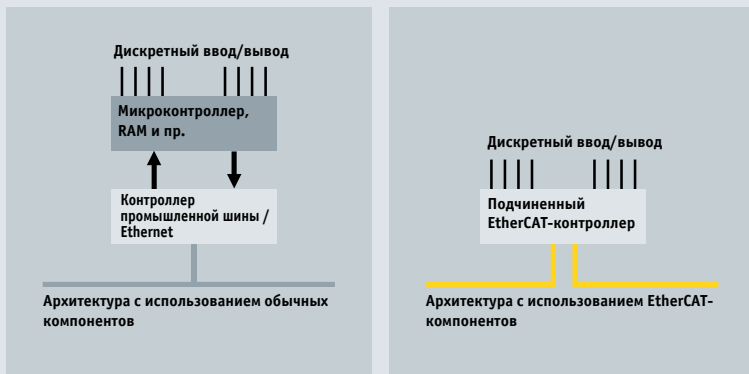 Дискретный ввод/вывод
Микроконтроллер,
RAM и пр.
Контроллер
промышленной шины /
Ethernet
Архитектура с использованием обычных
компонентов
Дискретный ввод/вывод
Подчиненный
EtherCAT-контроллер
Архитектура с использованием EtherCAT-
компонентов